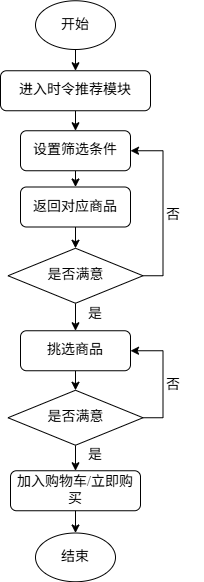 开始
进入时令推荐模块
设置筛选条件
返回对应商品
否
是否满意
是
挑选商品
否
是否满意
是
加入购物车/立即购
买
结束